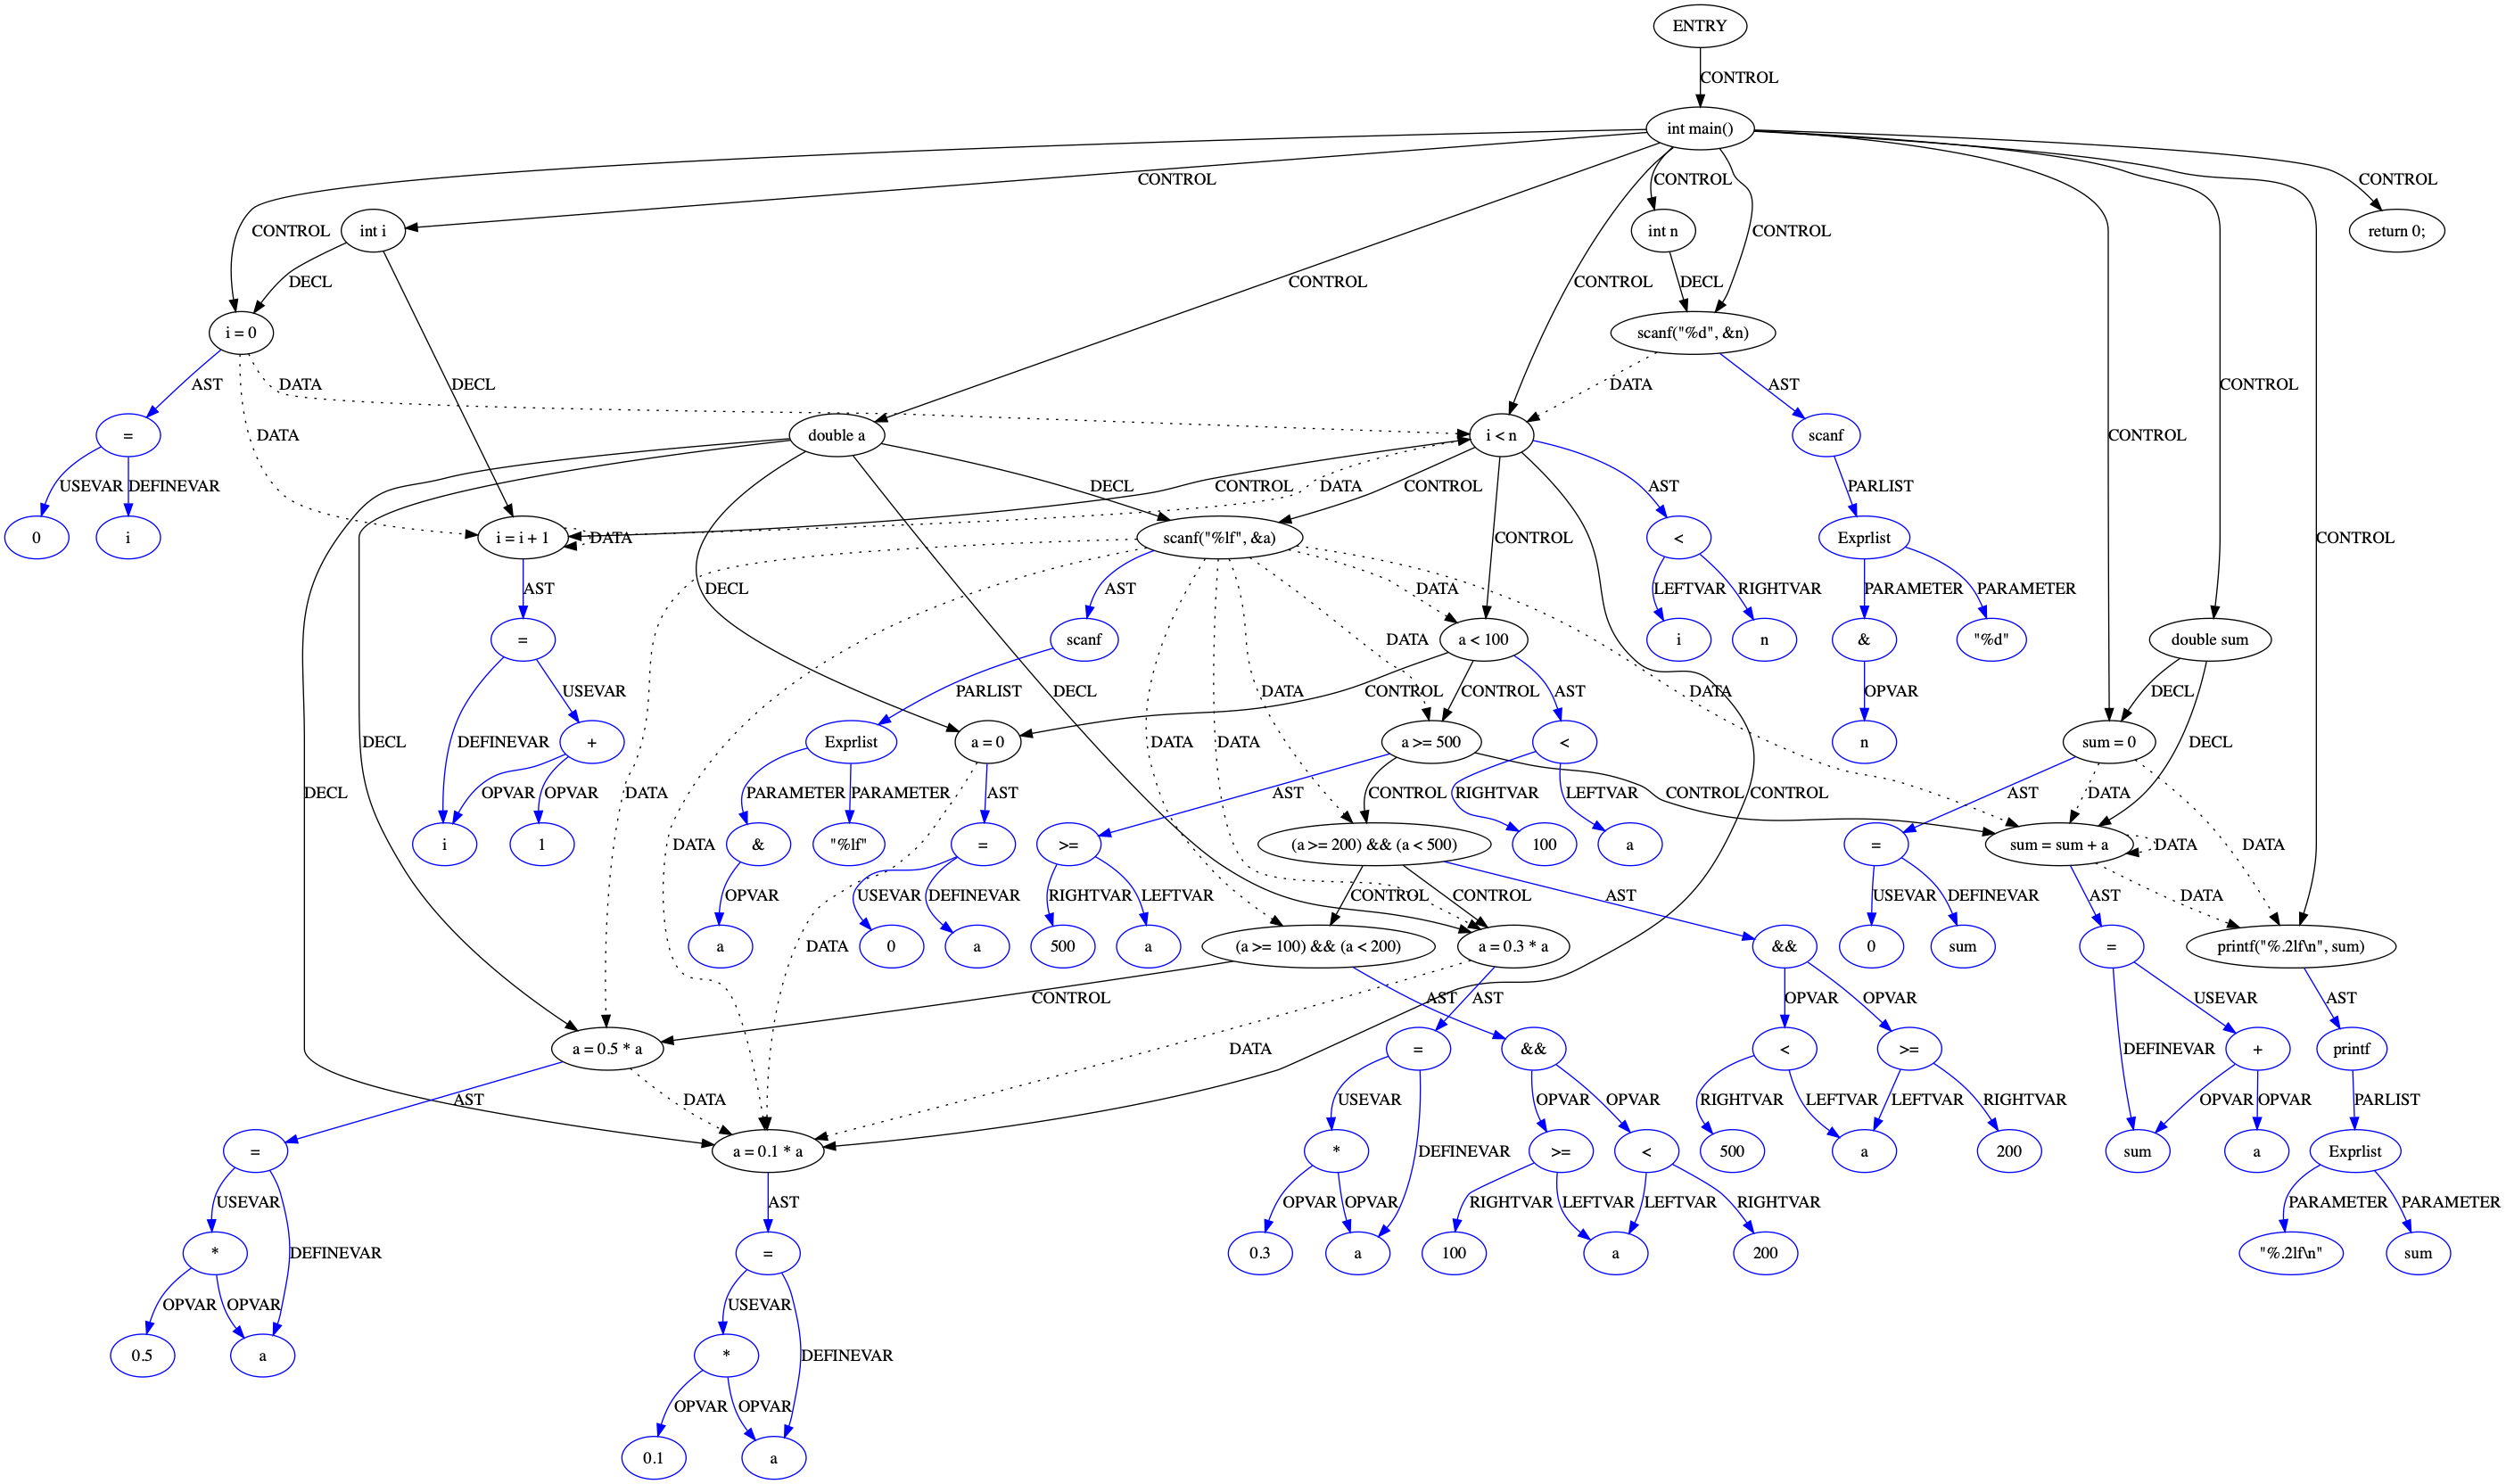 ENTRY
CONTROL
int main()
CONTROL
CONTROL
CONTROL
int i
int n
return 0;
CONTROL
CONTROL
DECL
CONTROL
CONTROL
DECL
i = 0
scanf("%d", &n)
AST
DATA
DECL
DATA
AST
CONTROL
=
DATA
double a
i < n
scanf
CONTROL
USEVAR
DEFINEVAR
CONTROL
DATA
DECL
CONTROL
AST
PARLIST
0
i
i = i + 1
DATA
scanf("%lf", &a)
CONTROL
<
Exprlist
CONTROL
AST
DECL
AST
DATA
LEFTVAR
RIGHTVAR
PARAMETER
PARAMETER
=
scanf
DATA
a < 100
i
n
&
"%d"
double sum
USEVAR
PARLIST
DECL
DATA
CONTROL
CONTROL
AST
DATA
OPVAR
DECL
DEFINEVAR
DECL
+
Exprlist
a = 0
DATA
DATA
a >= 500
<
n
sum = 0
DECL
DECL
OPVAR
OPVAR
DATA
DATA
PARAMETER
PARAMETER
AST
AST
CONTROL
RIGHTVAR
LEFTVAR
CONTROL
CONTROL
AST
DATA
DATA
i
1
&
"%lf"
=
>=
(a >= 200) && (a < 500)
100
a
=
sum = sum + a
DATA
OPVAR
USEVAR
DEFINEVAR
RIGHTVAR
LEFTVAR
CONTROL
CONTROL
AST
USEVAR
DEFINEVAR
AST
DATA
a
DATA
0
a
500
a
(a >= 100) && (a < 200)
a = 0.3 * a
&&
0
sum
=
printf("%.2lf\n", sum)
CONTROL
AST
AST
OPVAR
OPVAR
USEVAR
AST
a = 0.5 * a
DATA
=
&&
<
>=
DEFINEVAR
+
printf
AST
DATA
USEVAR
OPVAR
OPVAR
RIGHTVAR
LEFTVAR
LEFTVAR
RIGHTVAR
OPVAR
OPVAR
PARLIST
=
a = 0.1 * a
*
DEFINEVAR
>=
<
500
a
200
sum
a
Exprlist
USEVAR
AST
OPVAR
OPVAR
RIGHTVAR
LEFTVAR
LEFTVAR
RIGHTVAR
PARAMETER
PARAMETER
*
DEFINEVAR
=
0.3
a
100
a
200
"%.2lf\n"
sum
OPVAR
OPVAR
USEVAR
0.5
a
*
DEFINEVAR
OPVAR
OPVAR
0.1
a